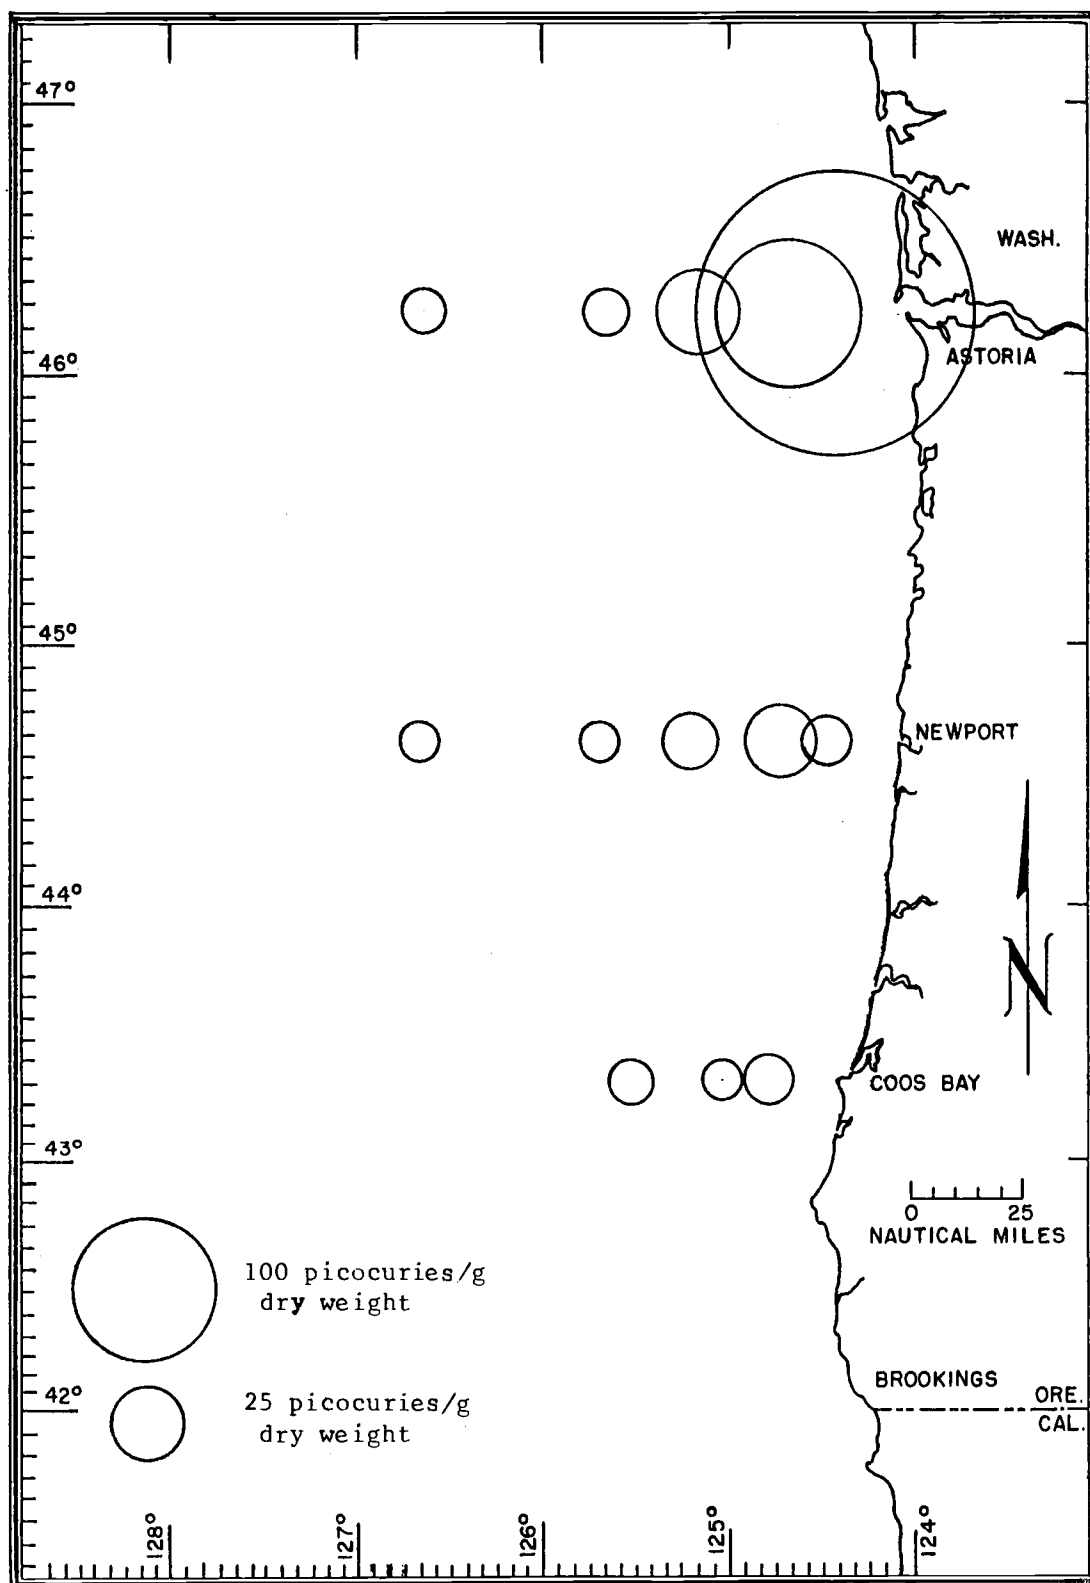 47°
WASH.
46°
ASTORIA
45°
NEWPORT
44°
N
COOS BAY
43°
0 25
NAUTICAL MILES
100 picocuries/g
dry weight
BROOKINGS
42°
ORE.
25 picocuries/g
dry weight
CAL.
128° 127° 126° 125° 124°